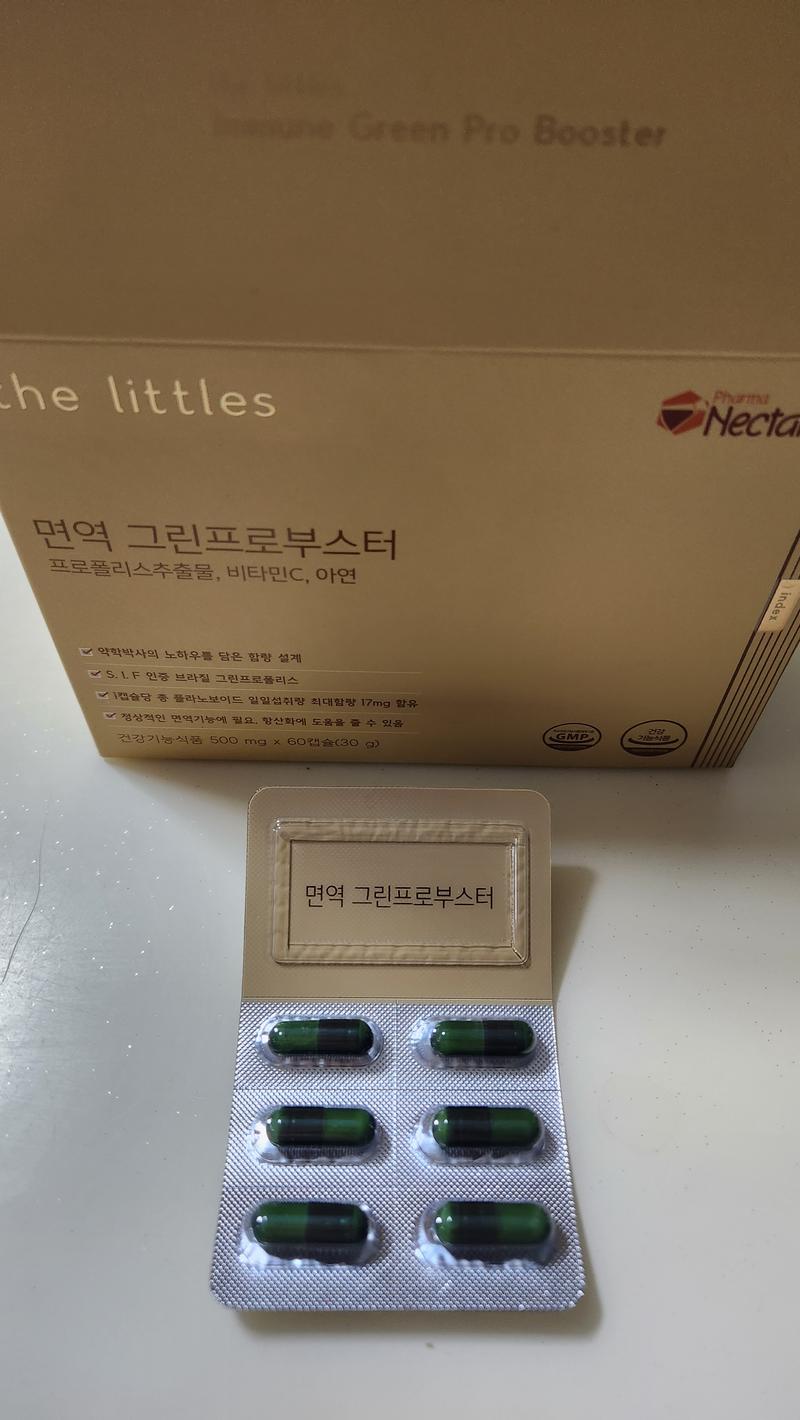 the littles
Immune Green Pro Booster
the littles
Pharma
Necta
면역 그린프로부스터
프로폴리스추출물, 비타민C, 아연
index
약학박사의 노하우를 담은 함량 설계
S. I. F 인증 브라질 그린프로폴리스
1캡슐당 총 플라노보이드 일일섭취량 최대함량 17mg 함유
정상적인 면역기능에 필요, 항산화에 도움을 줄 수 있음
건강기능식품 500 mg x 60캡슐(30 g)
GMP
건강
기능식품
면역 그린프로부스터